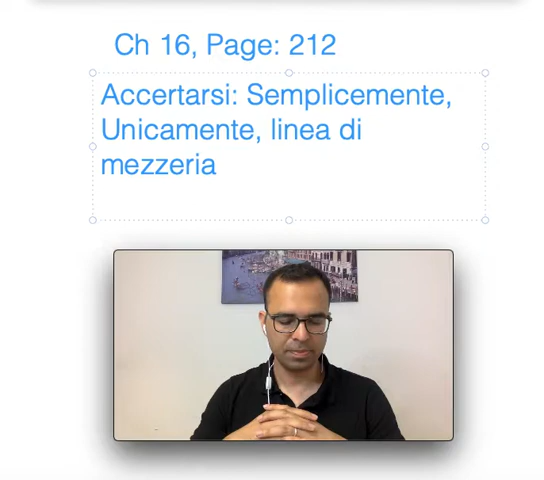 Ch 16, Page: 212
Accertarsi: Semplicemente,
Unicamente, linea di
mezzeria